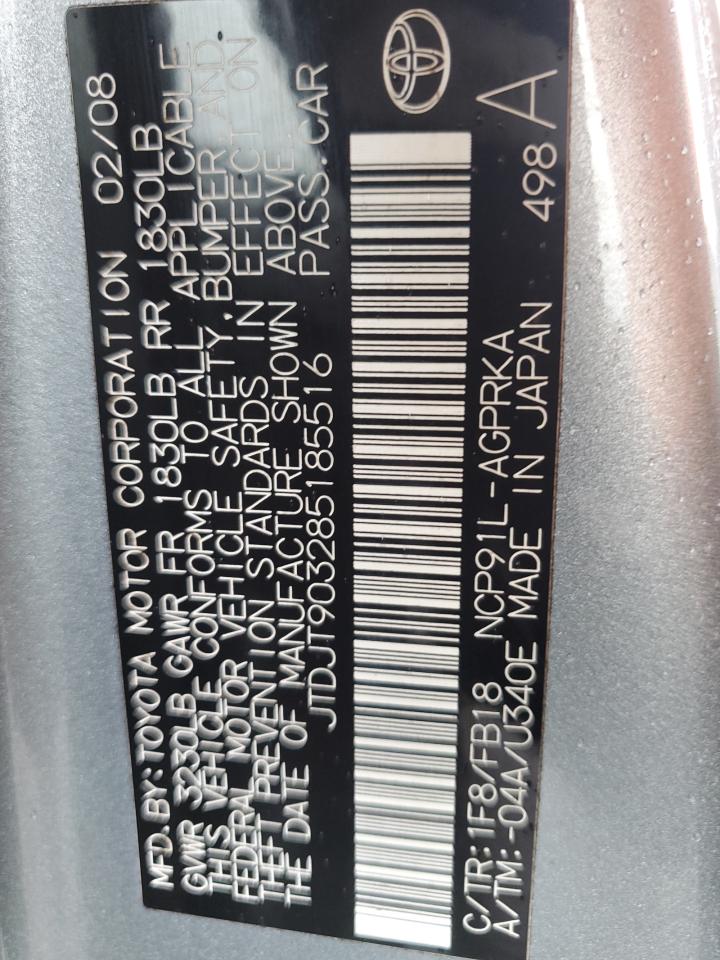 MFD.BY:TOYOTA MOTOR CORPORATION 02/08
GVWR 3230LB GAWR FR 1830LB RR 1830LB
THIS VEHICLE CONFORMS TO ALL APPLICABLE
FEDERAL MOTOR VEHICLE SAFETY,BUMPER AND
THEFT PREVENTION STANDARDS IN EFFECT ON
THE DATE OF MANUFACTURE SHOWN ABOVE.
JTDJT903285185516 PASS.CAR
C/TR:1F8/FB18 NCP91L-AGPRKA
A/TM:-04A/U340E MADE IN JAPAN 498 A